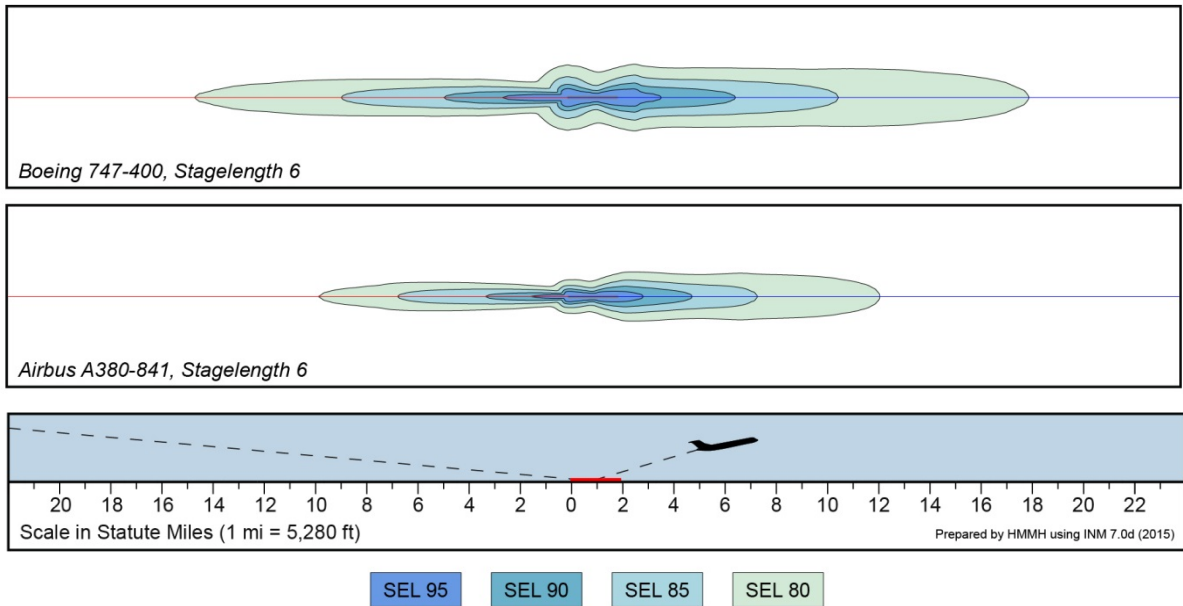 Boeing 747-400, Stagelength 6
Airbus A380-841, Stagelength 6
20 18 16 14 12 10 8 6 4 2 0 2 4 6 8 10 12 14 16 18 20 22
Scale in Statute Miles (1 mi = 5,280 ft)
Prepared by HMMH using INM 7.0d (2015)
SEL 95 SEL 90 SEL 85 SEL 80